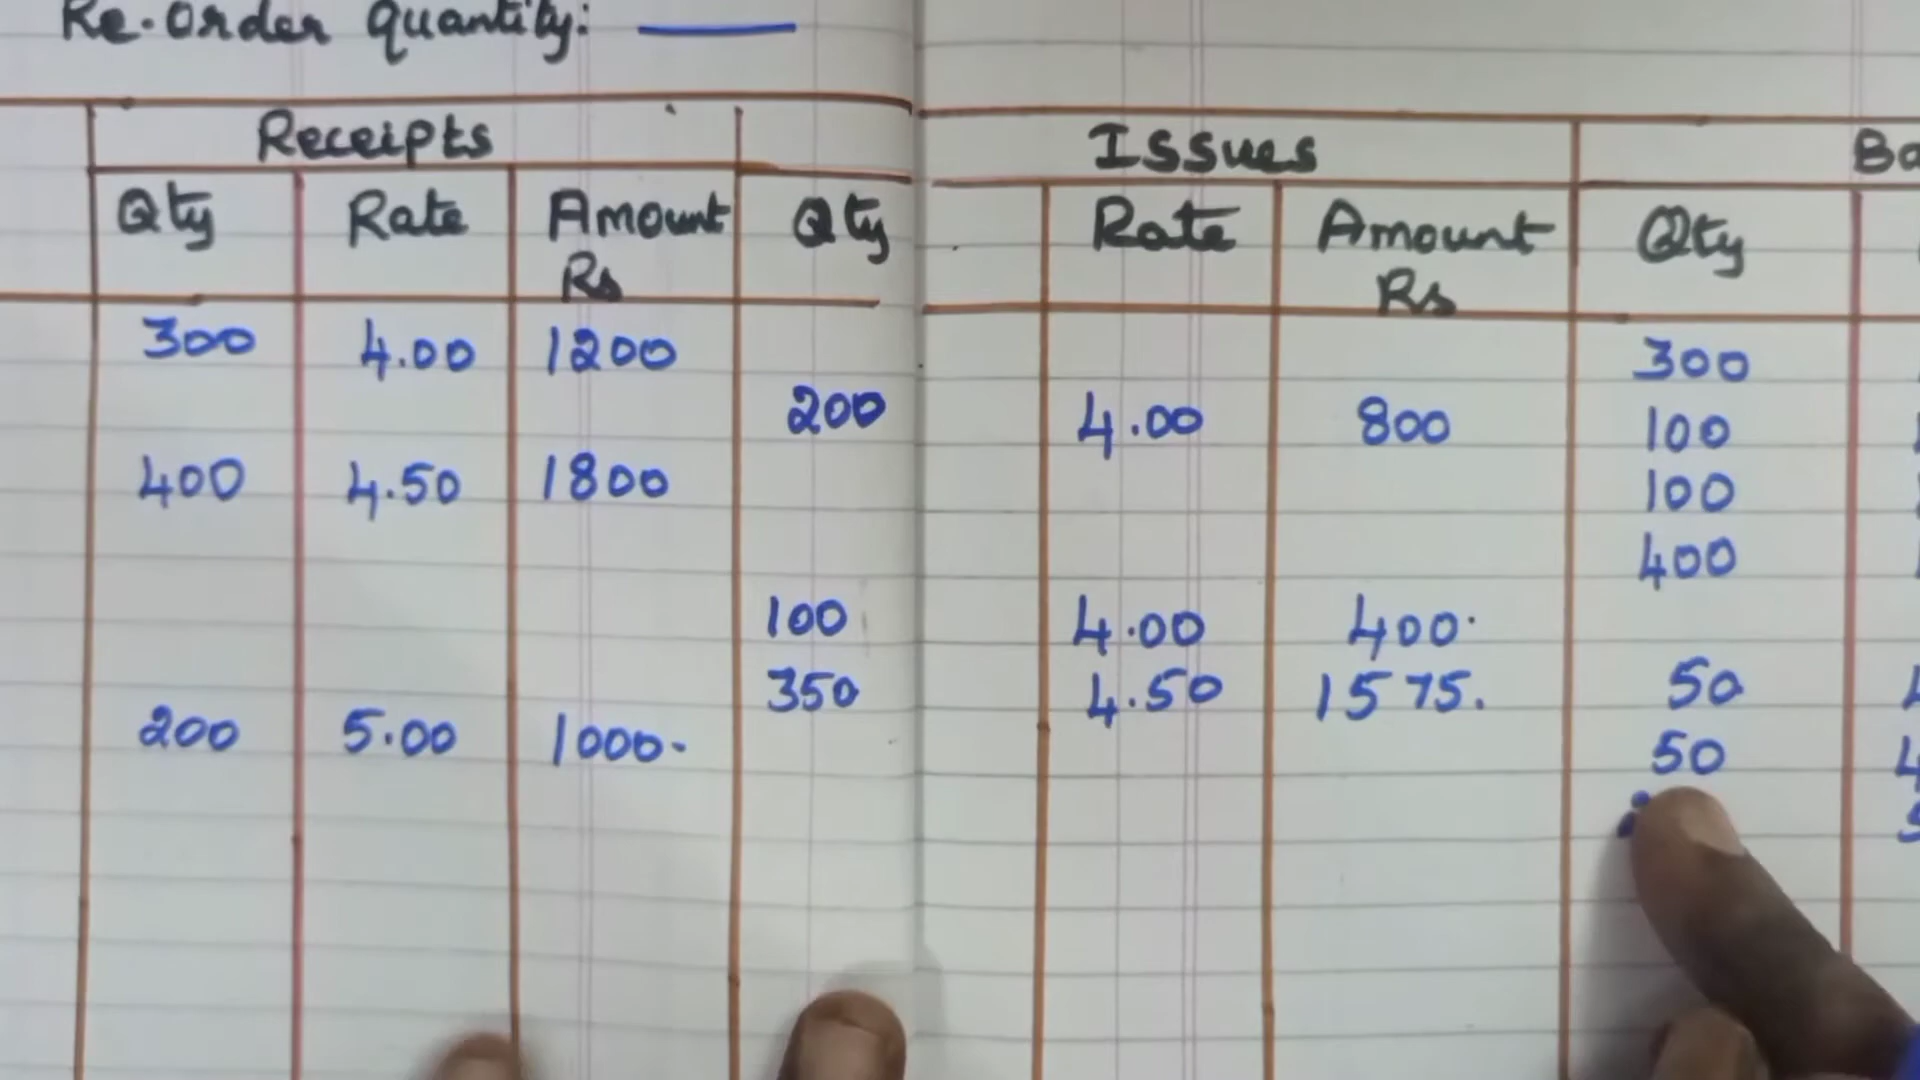 Re-Order Quantity:
Receipts Issues
Qty Rate Amount Rs Qty Rate Amount Rs Qty
300 4.00 1200 300
200 4.00 800 100
400 4.50 1800 100
400
100 4.00 400.
350 4.50 1575. 50
200 5.00 1000. 50